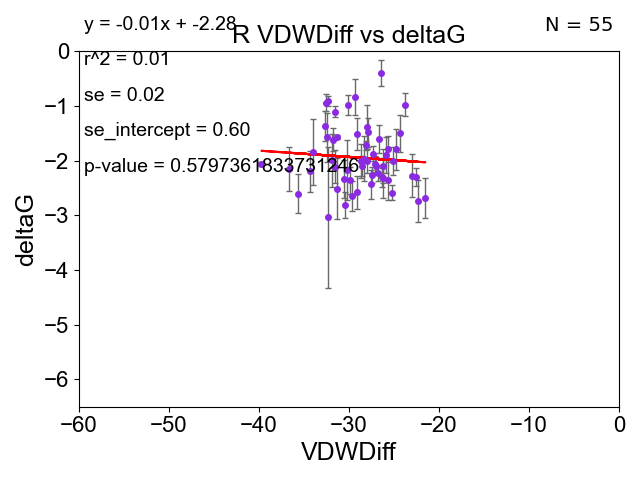 y = -0.01x + -2.28
N = 55
R VDWDiff vs deltaG
r^2 = 0.01
se = 0.02
se_intercept = 0.60
p-value = 0.5797361833731246
0
−1
−2
−3
−4
−5
−6
deltaG
−60
−50
−40
−30
−20
−10
0
VDWDiff